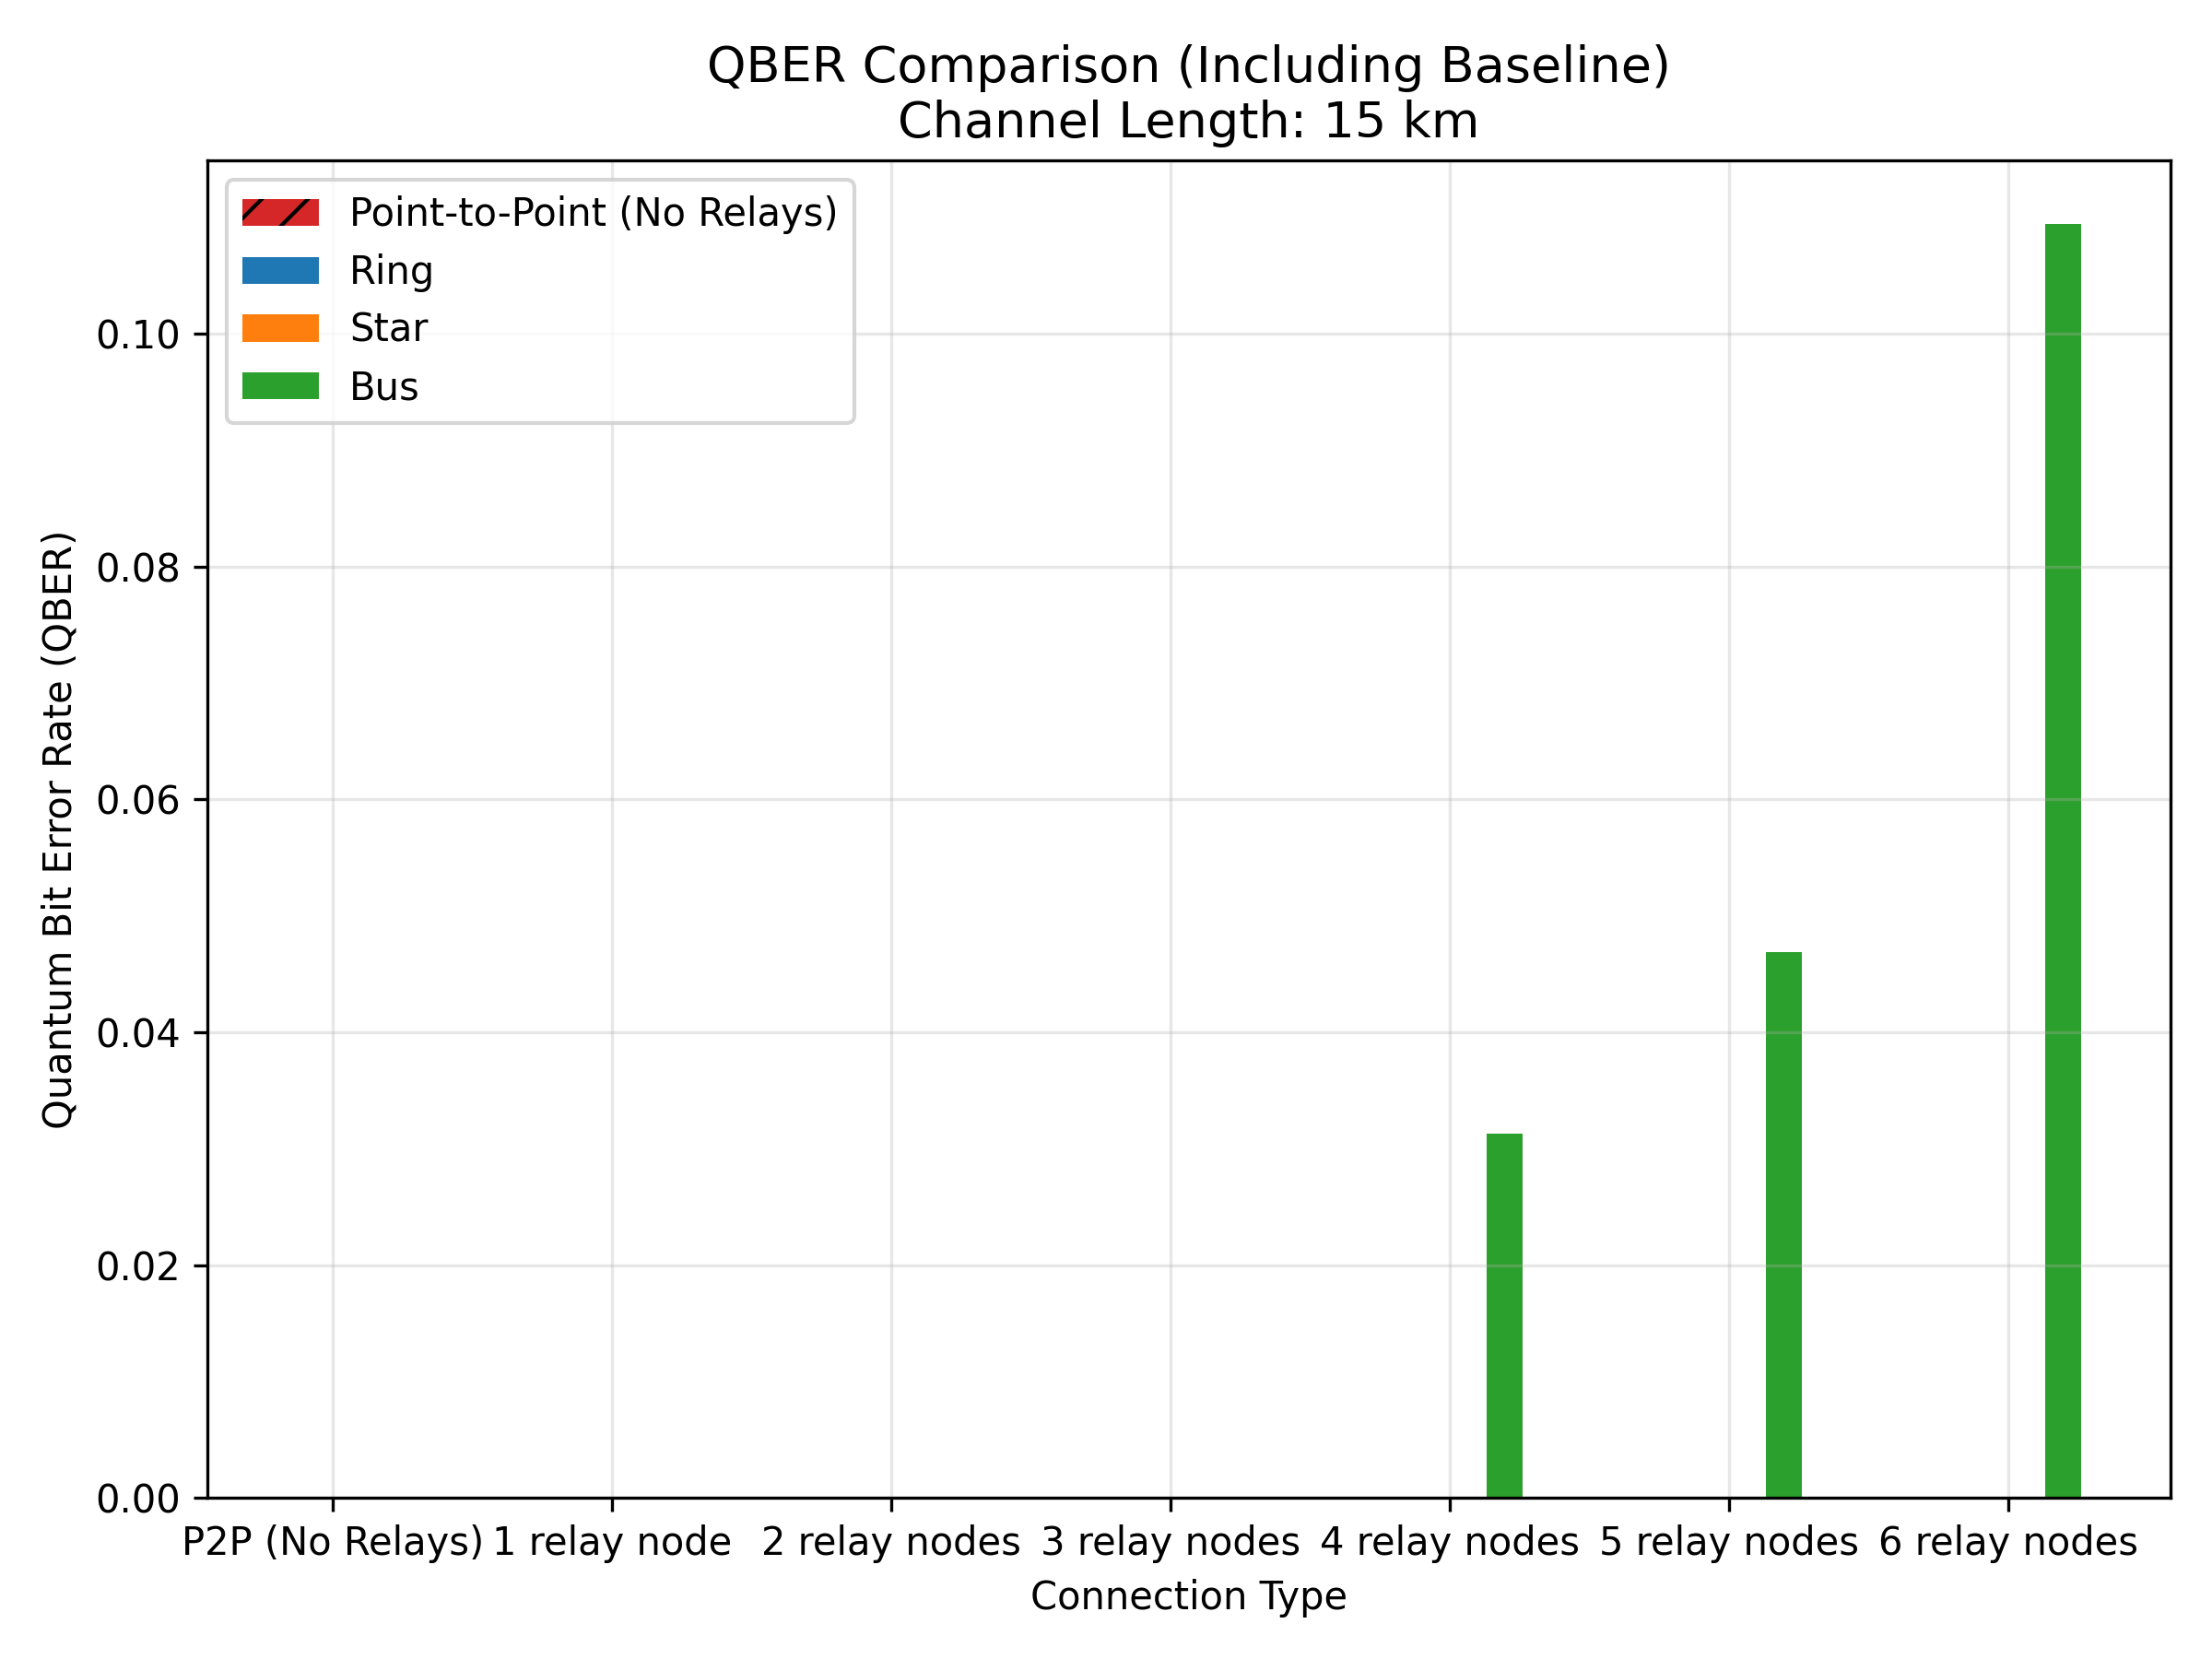 QBER Comparison (Including Baseline)
Channel Length: 15 km
Point-to-Point (No Relays)
Ring
Star
Bus
Quantum Bit Error Rate (QBER)
0.10
0.08
0.06
0.04
0.02
0.00
P2P (No Relays) 1 relay node 2 relay nodes 3 relay nodes 4 relay nodes 5 relay nodes 6 relay nodes
Connection Type